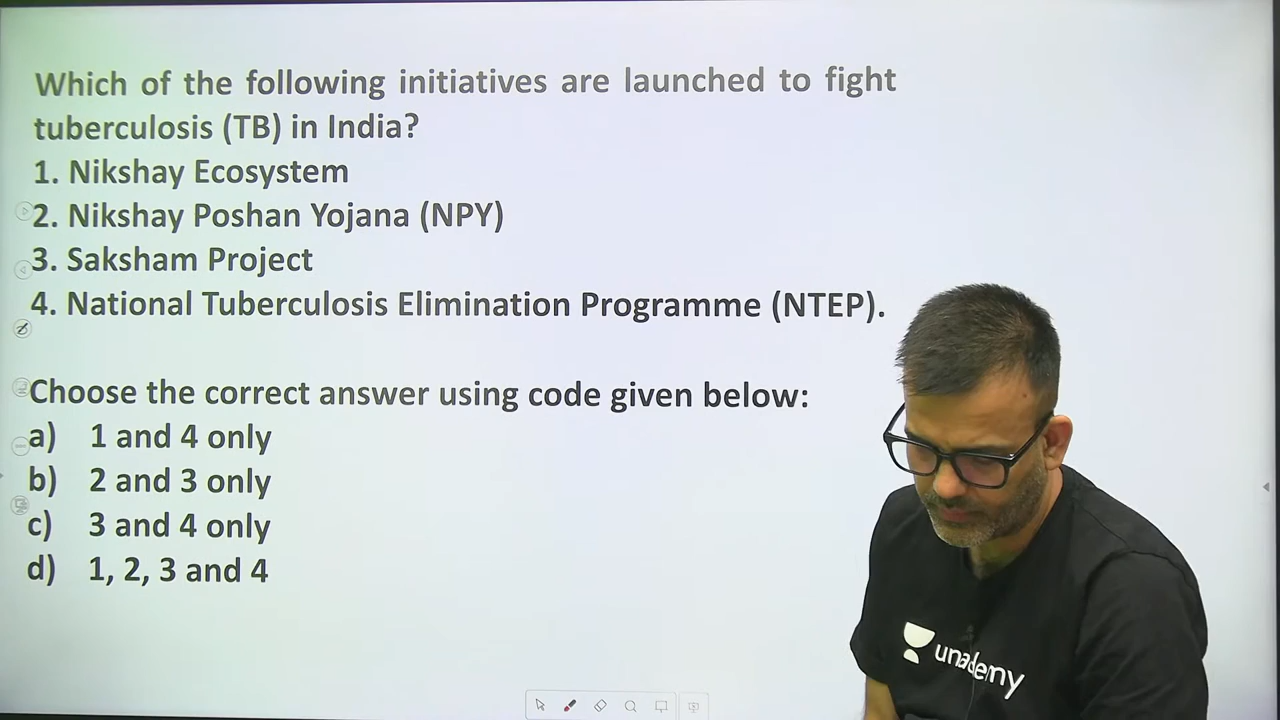 Which of the following initiatives are launched to fight
tuberculosis (TB) in India?
1. Nikshay Ecosystem
2. Nikshay Poshan Yojana (NPY)
3. Saksham Project
4. National Tuberculosis Elimination Programme (NTEP).
Choose the correct answer using code given below:
a) 1 and 4 only
b) 2 and 3 only
c) 3 and 4 only
d) 1, 2, 3 and 4
unademy